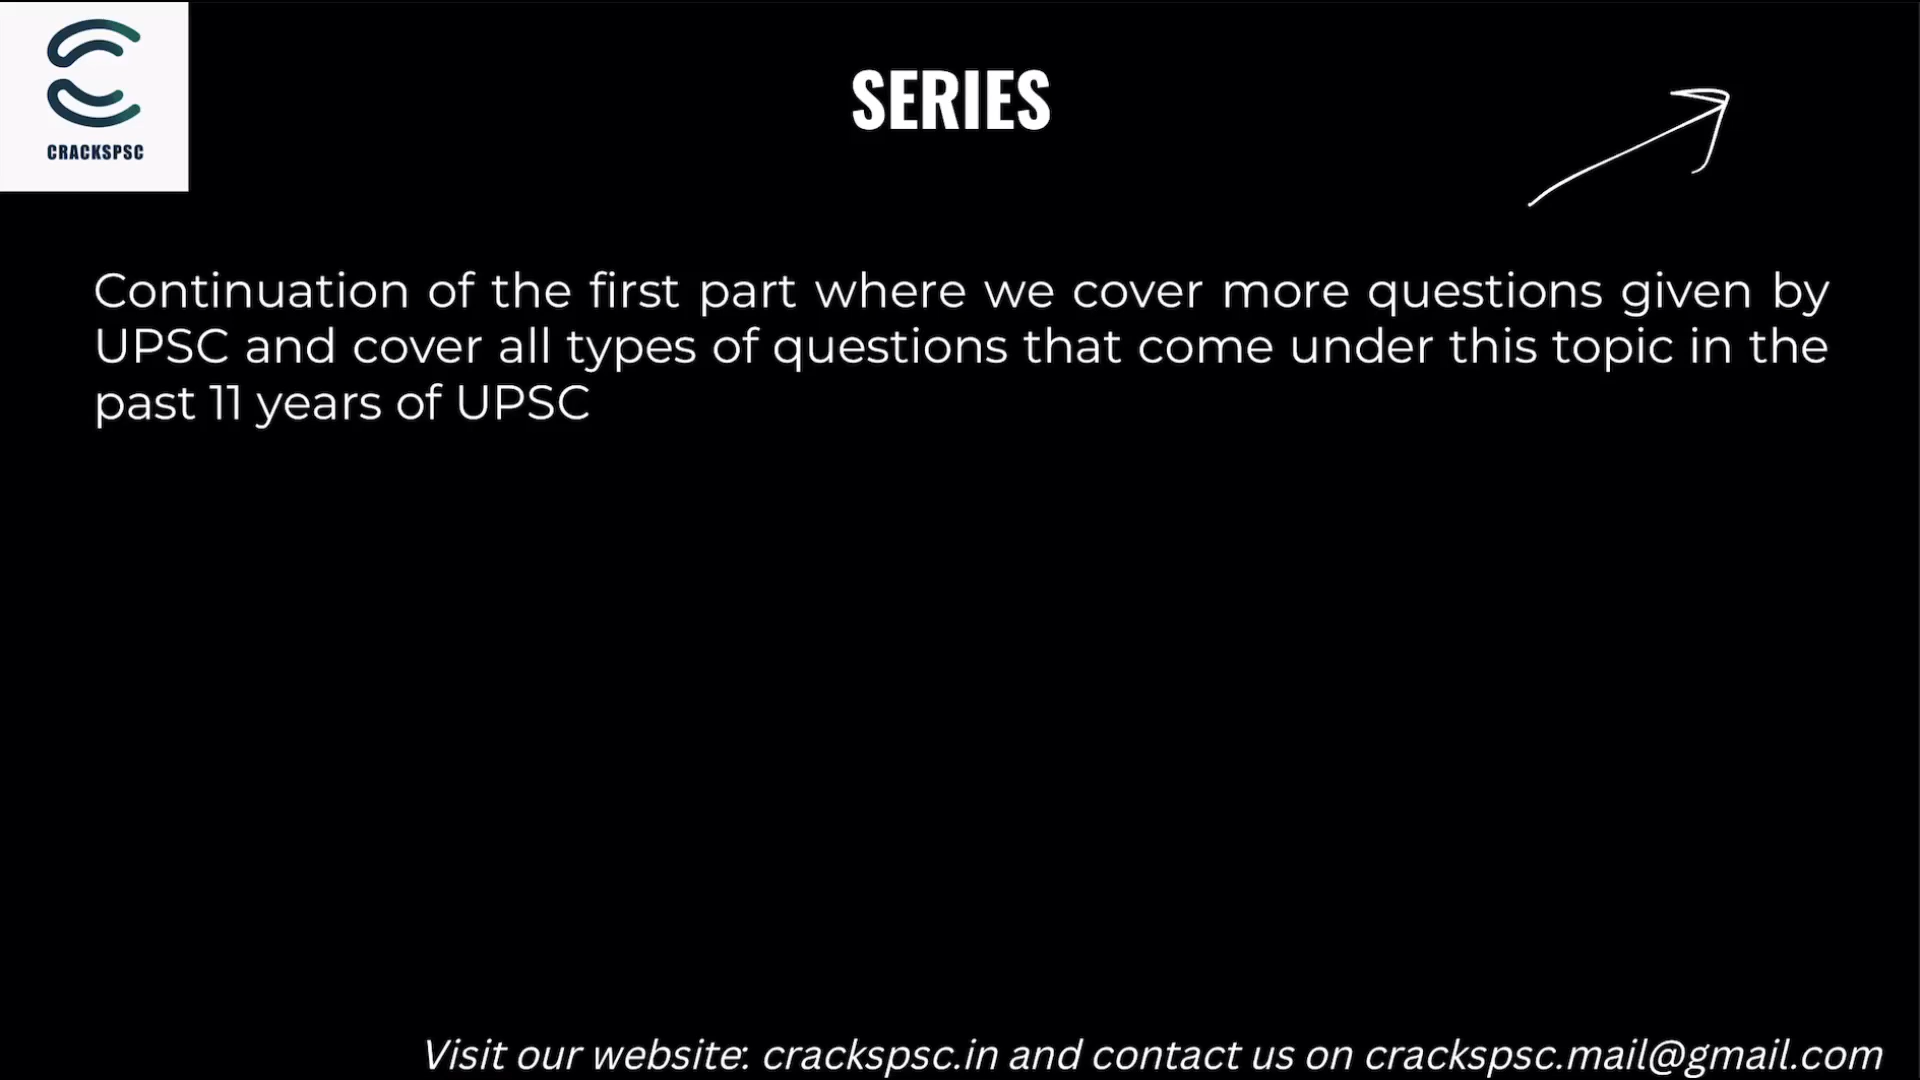 CRACKSPSC
SERIES
Continuation of the first part where we cover more questions given by
UPSC and cover all types of questions that come under this topic in the
past 11 years of UPSC
Visit our website: crackspsc.in and contact us on crackspsc.mail@gmail.com